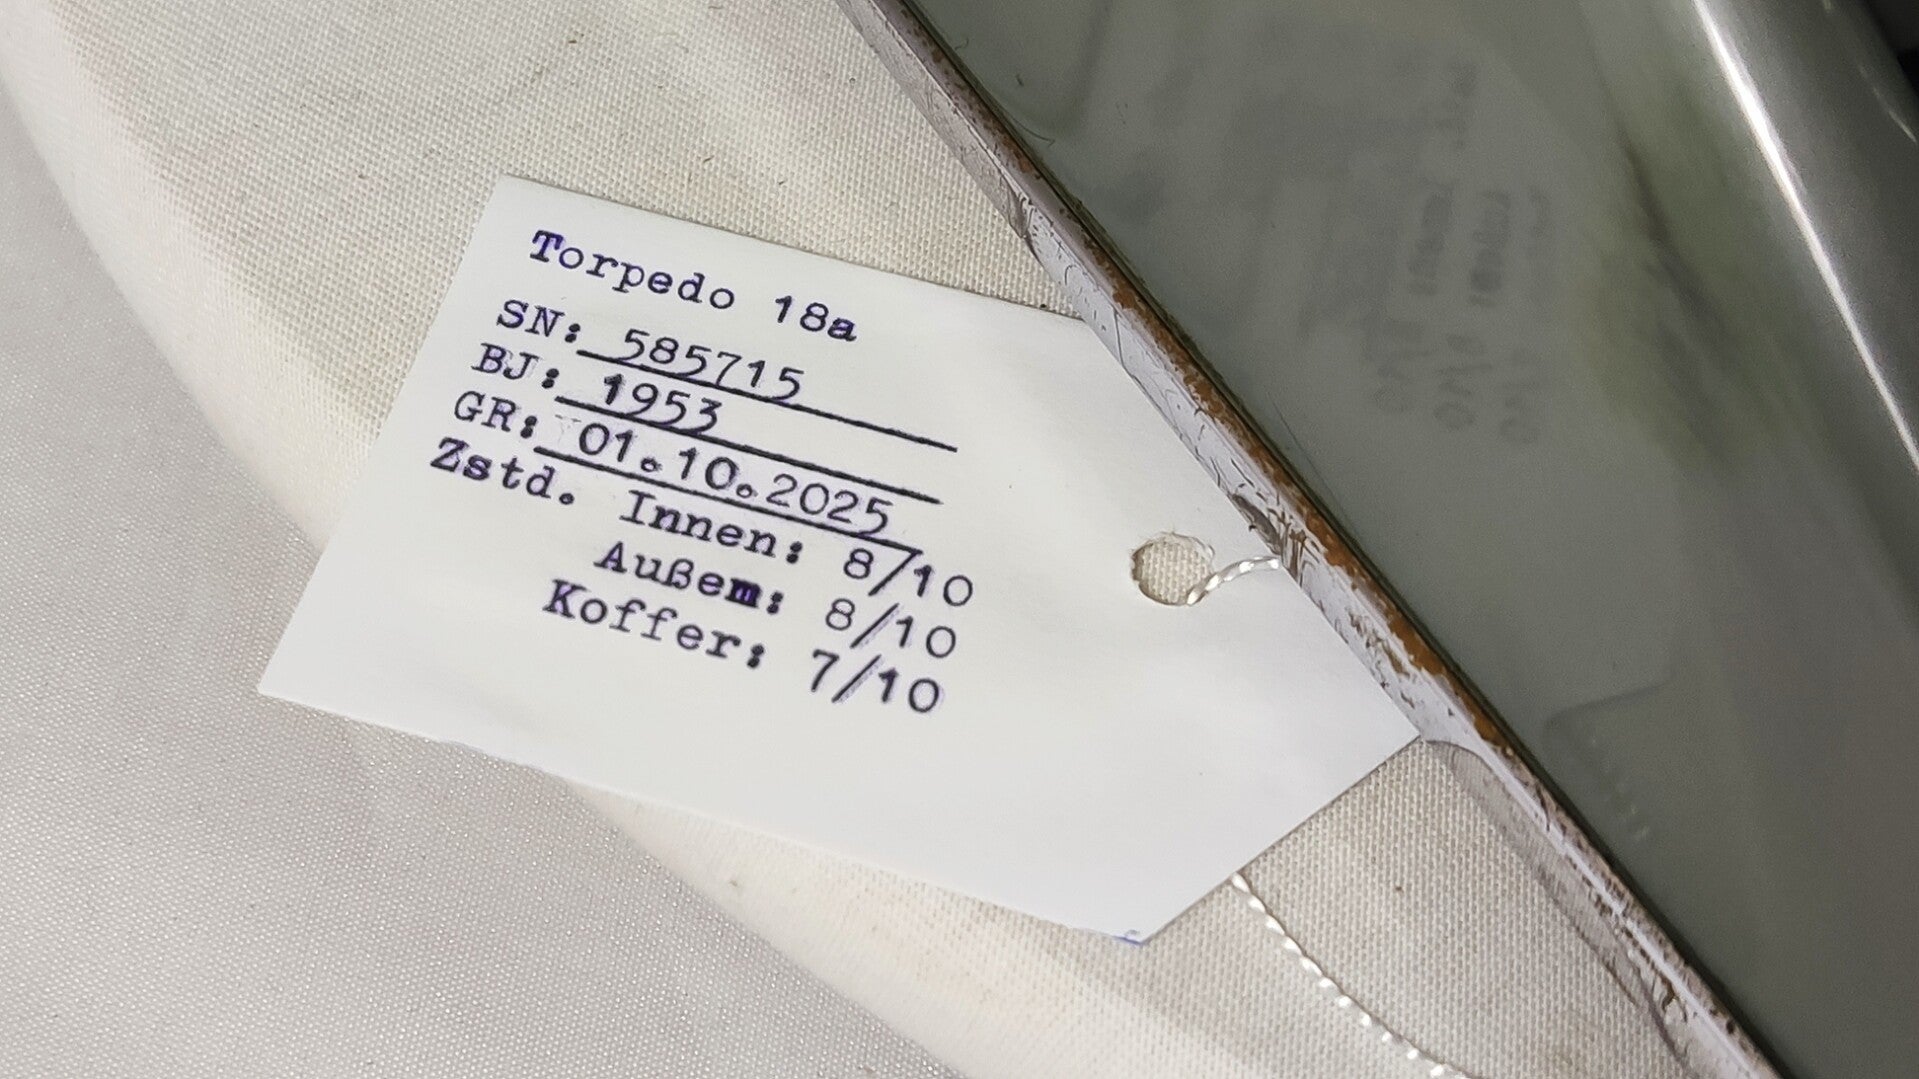 Torpedo 18a
SN: 585715
BJ: 1953
GR: 01.10.2025
Zstd. Innen: 8/10
Außem: 8/10
Koffer: 7/10